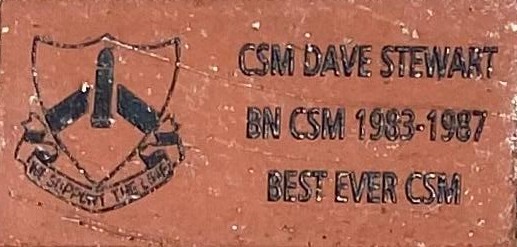 CSM DAVE STEWART
BN CSM 1983-1987
BEST EVER CSM
WE SUPPORT THE LINE